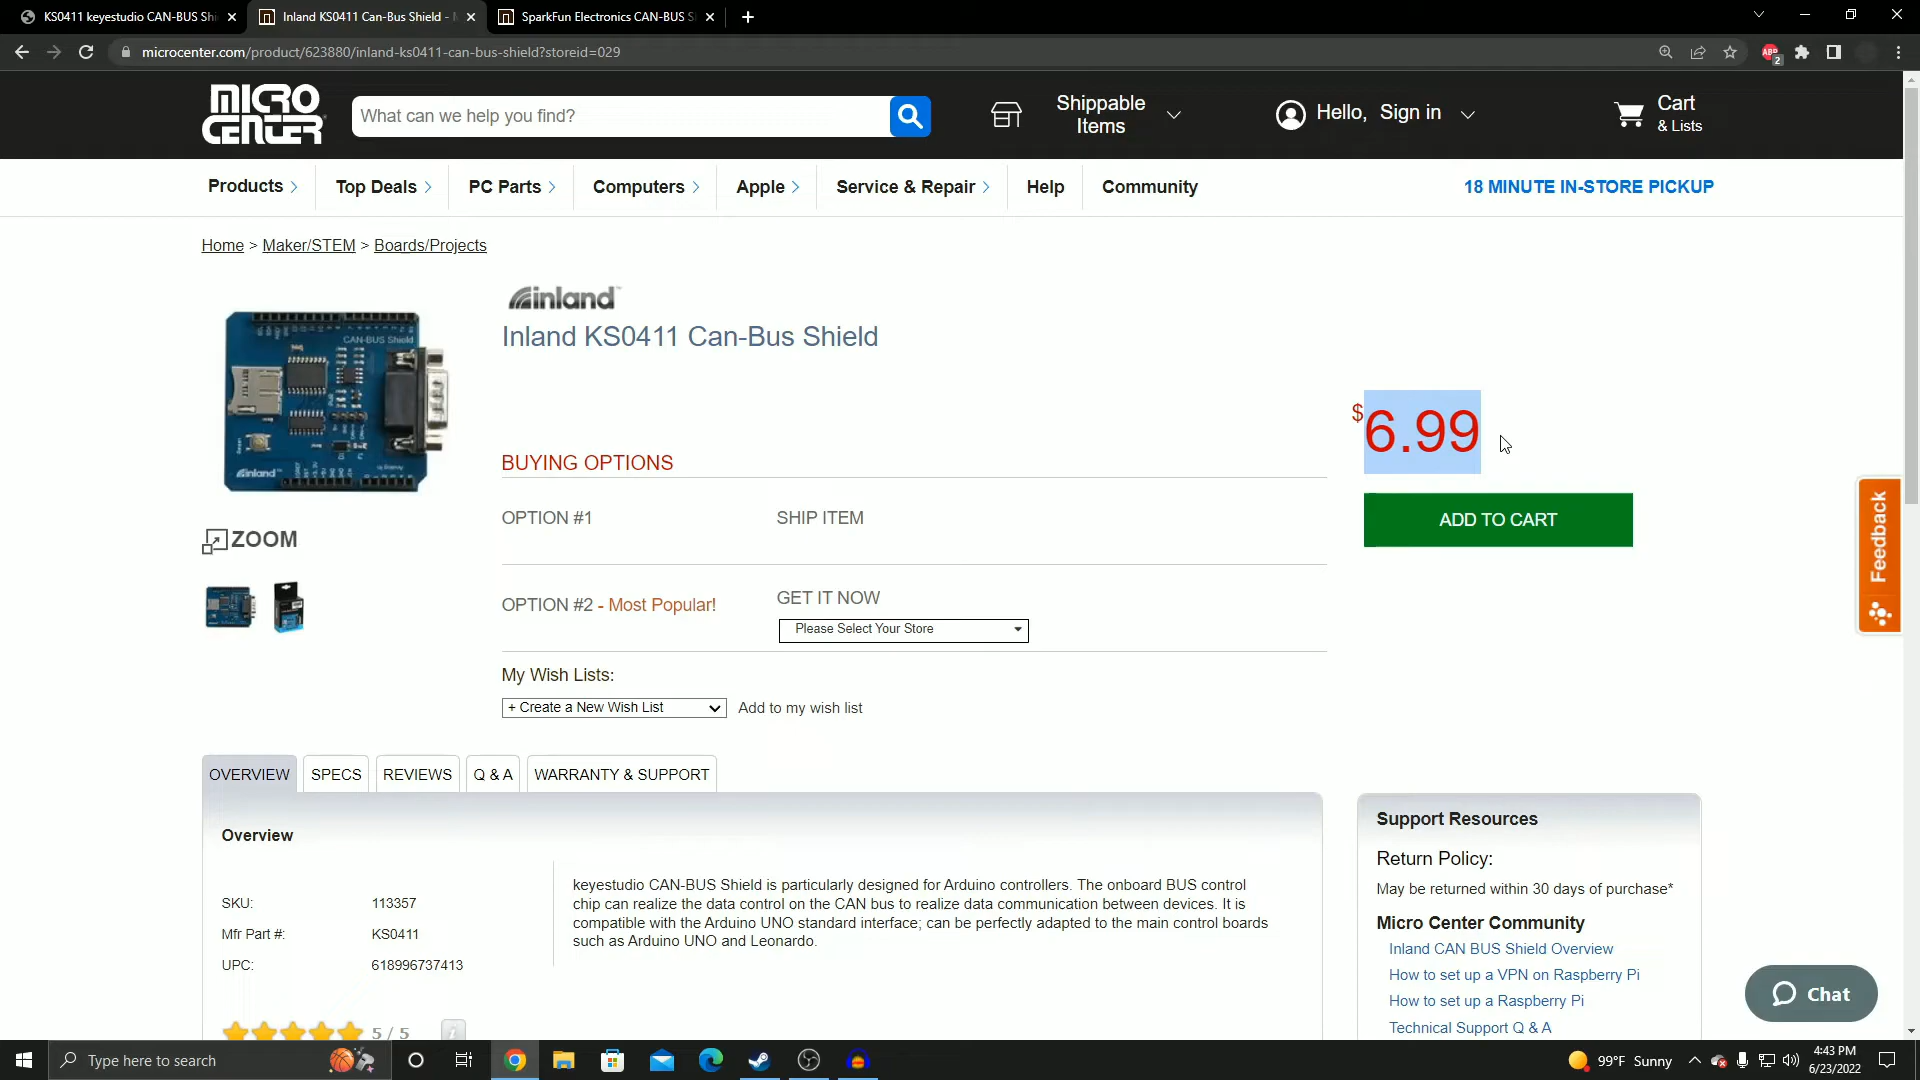 KS0411 keyestudio CAN-BUS Shi
Inland KS0411 Can-Bus Shield -
SparkFun Electronics CAN-BUS S
microcenter.com/product/623880/inland-ks0411-can-bus-shield?storeid=029
ABP
2
MICRO
CENTER
What can we help you find?
Shippable
Items
Hello, Sign in
Cart
& Lists
Products
Top Deals
PC Parts
Computers
Apple
Service & Repair
Help
Community
18 MINUTE IN-STORE PICKUP
Home > Maker/STEM > Boards/Projects
inland
Inland KS0411 Can-Bus Shield
CAN-BUS Shield
inland
$6.99
BUYING OPTIONS
OPTION #1
SHIP ITEM
ADD TO CART
Feedback
ZOOM
OPTION #2 - Most Popular!
GET IT NOW
Please Select Your Store
My Wish Lists:
+ Create a New Wish List
Add to my wish list
OVERVIEW
SPECS
REVIEWS
Q & A
WARRANTY & SUPPORT
Overview
SKU: 113357
Mfr Part #: KS0411
UPC: 618996737413
5 / 5
keyestudio CAN-BUS Shield is particularly designed for Arduino controllers. The onboard BUS control
chip can realize the data control on the CAN bus to realize data communication between devices. It is
compatible with the Arduino UNO standard interface; can be perfectly adapted to the main control boards
such as Arduino UNO and Leonardo.
Support Resources
Return Policy:
May be returned within 30 days of purchase*
Micro Center Community
Inland CAN BUS Shield Overview
How to set up a VPN on Raspberry Pi
How to set up a Raspberry Pi
Technical Support Q & A
Chat
Type here to search
99°F Sunny
4:43 PM
6/23/2022